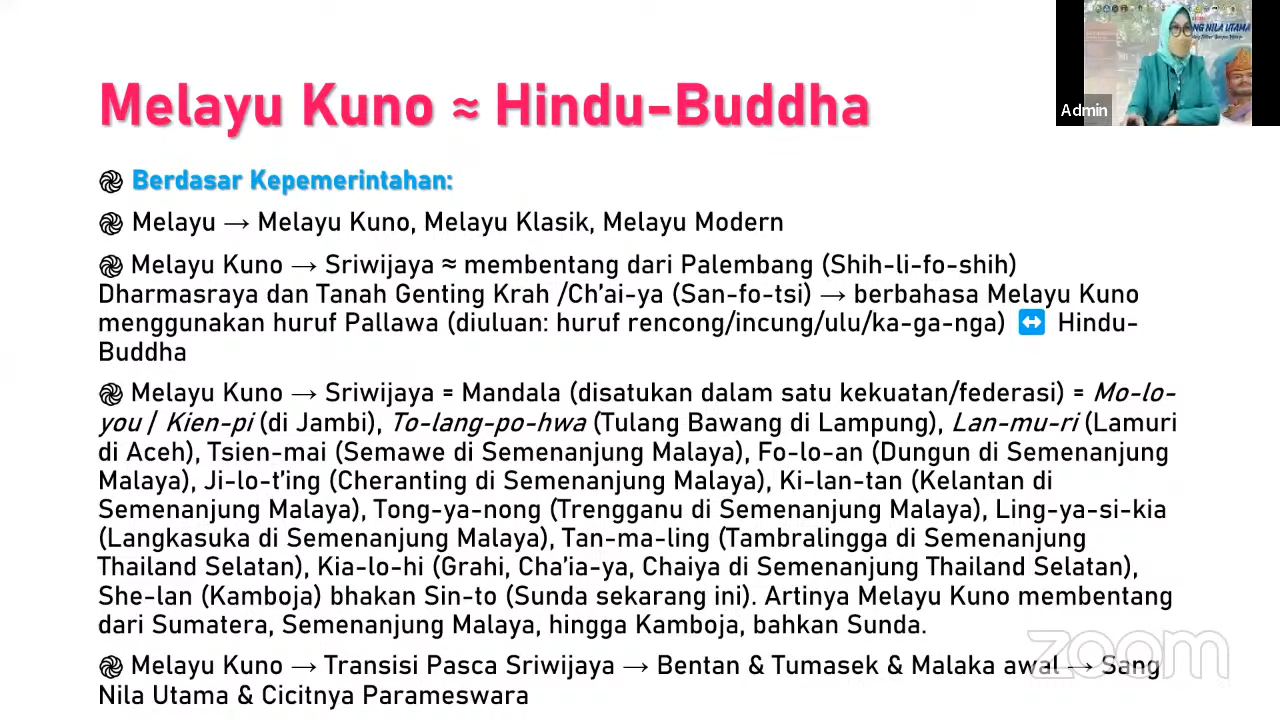 NG NILA UTAMA
Admin
Melayu Kuno ≈ Hindu-Buddha
Berdasar Kepemerintahan:
Melayu → Melayu Kuno, Melayu Klasik, Melayu Modern
Melayu Kuno → Sriwijaya ≈ membentang dari Palembang (Shih-li-fo-shih)
Dharmasraya dan Tanah Genting Krah /Ch’ai-ya (San-fo-tsi) → berbahasa Melayu Kuno
menggunakan huruf Pallawa (diuluan: huruf rencong/incung/ulu/ka-ga-nga) ↔ Hindu-
Buddha
Melayu Kuno → Sriwijaya = Mandala (disatukan dalam satu kekuatan/federasi) = Mo-lo-
you / Kien-pi (di Jambi), To-lang-po-hwa (Tulang Bawang di Lampung), Lan-mu-ri (Lamuri
di Aceh), Tsien-mai (Semawe di Semenanjung Malaya), Fo-lo-an (Dungun di Semenanjung
Malaya), Ji-lo-t’ing (Cheranting di Semenanjung Malaya), Ki-lan-tan (Kelantan di
Semenanjung Malaya), Tong-ya-nong (Trengganu di Semenanjung Malaya), Ling-ya-si-kia
(Langkasuka di Semenanjung Malaya), Tan-ma-ling (Tambralingga di Semenanjung
Thailand Selatan), Kia-lo-hi (Grahi, Cha’ia-ya, Chaiya di Semenanjung Thailand Selatan),
She-lan (Kamboja) bhakan Sin-to (Sunda sekarang ini). Artinya Melayu Kuno membentang
dari Sumatera, Semenanjung Malaya, hingga Kamboja, bahkan Sunda.
Melayu Kuno → Transisi Pasca Sriwijaya → Bentan & Tumasek & Malaka awal → Sang
Nila Utama & Cicitnya Parameswara
zoom